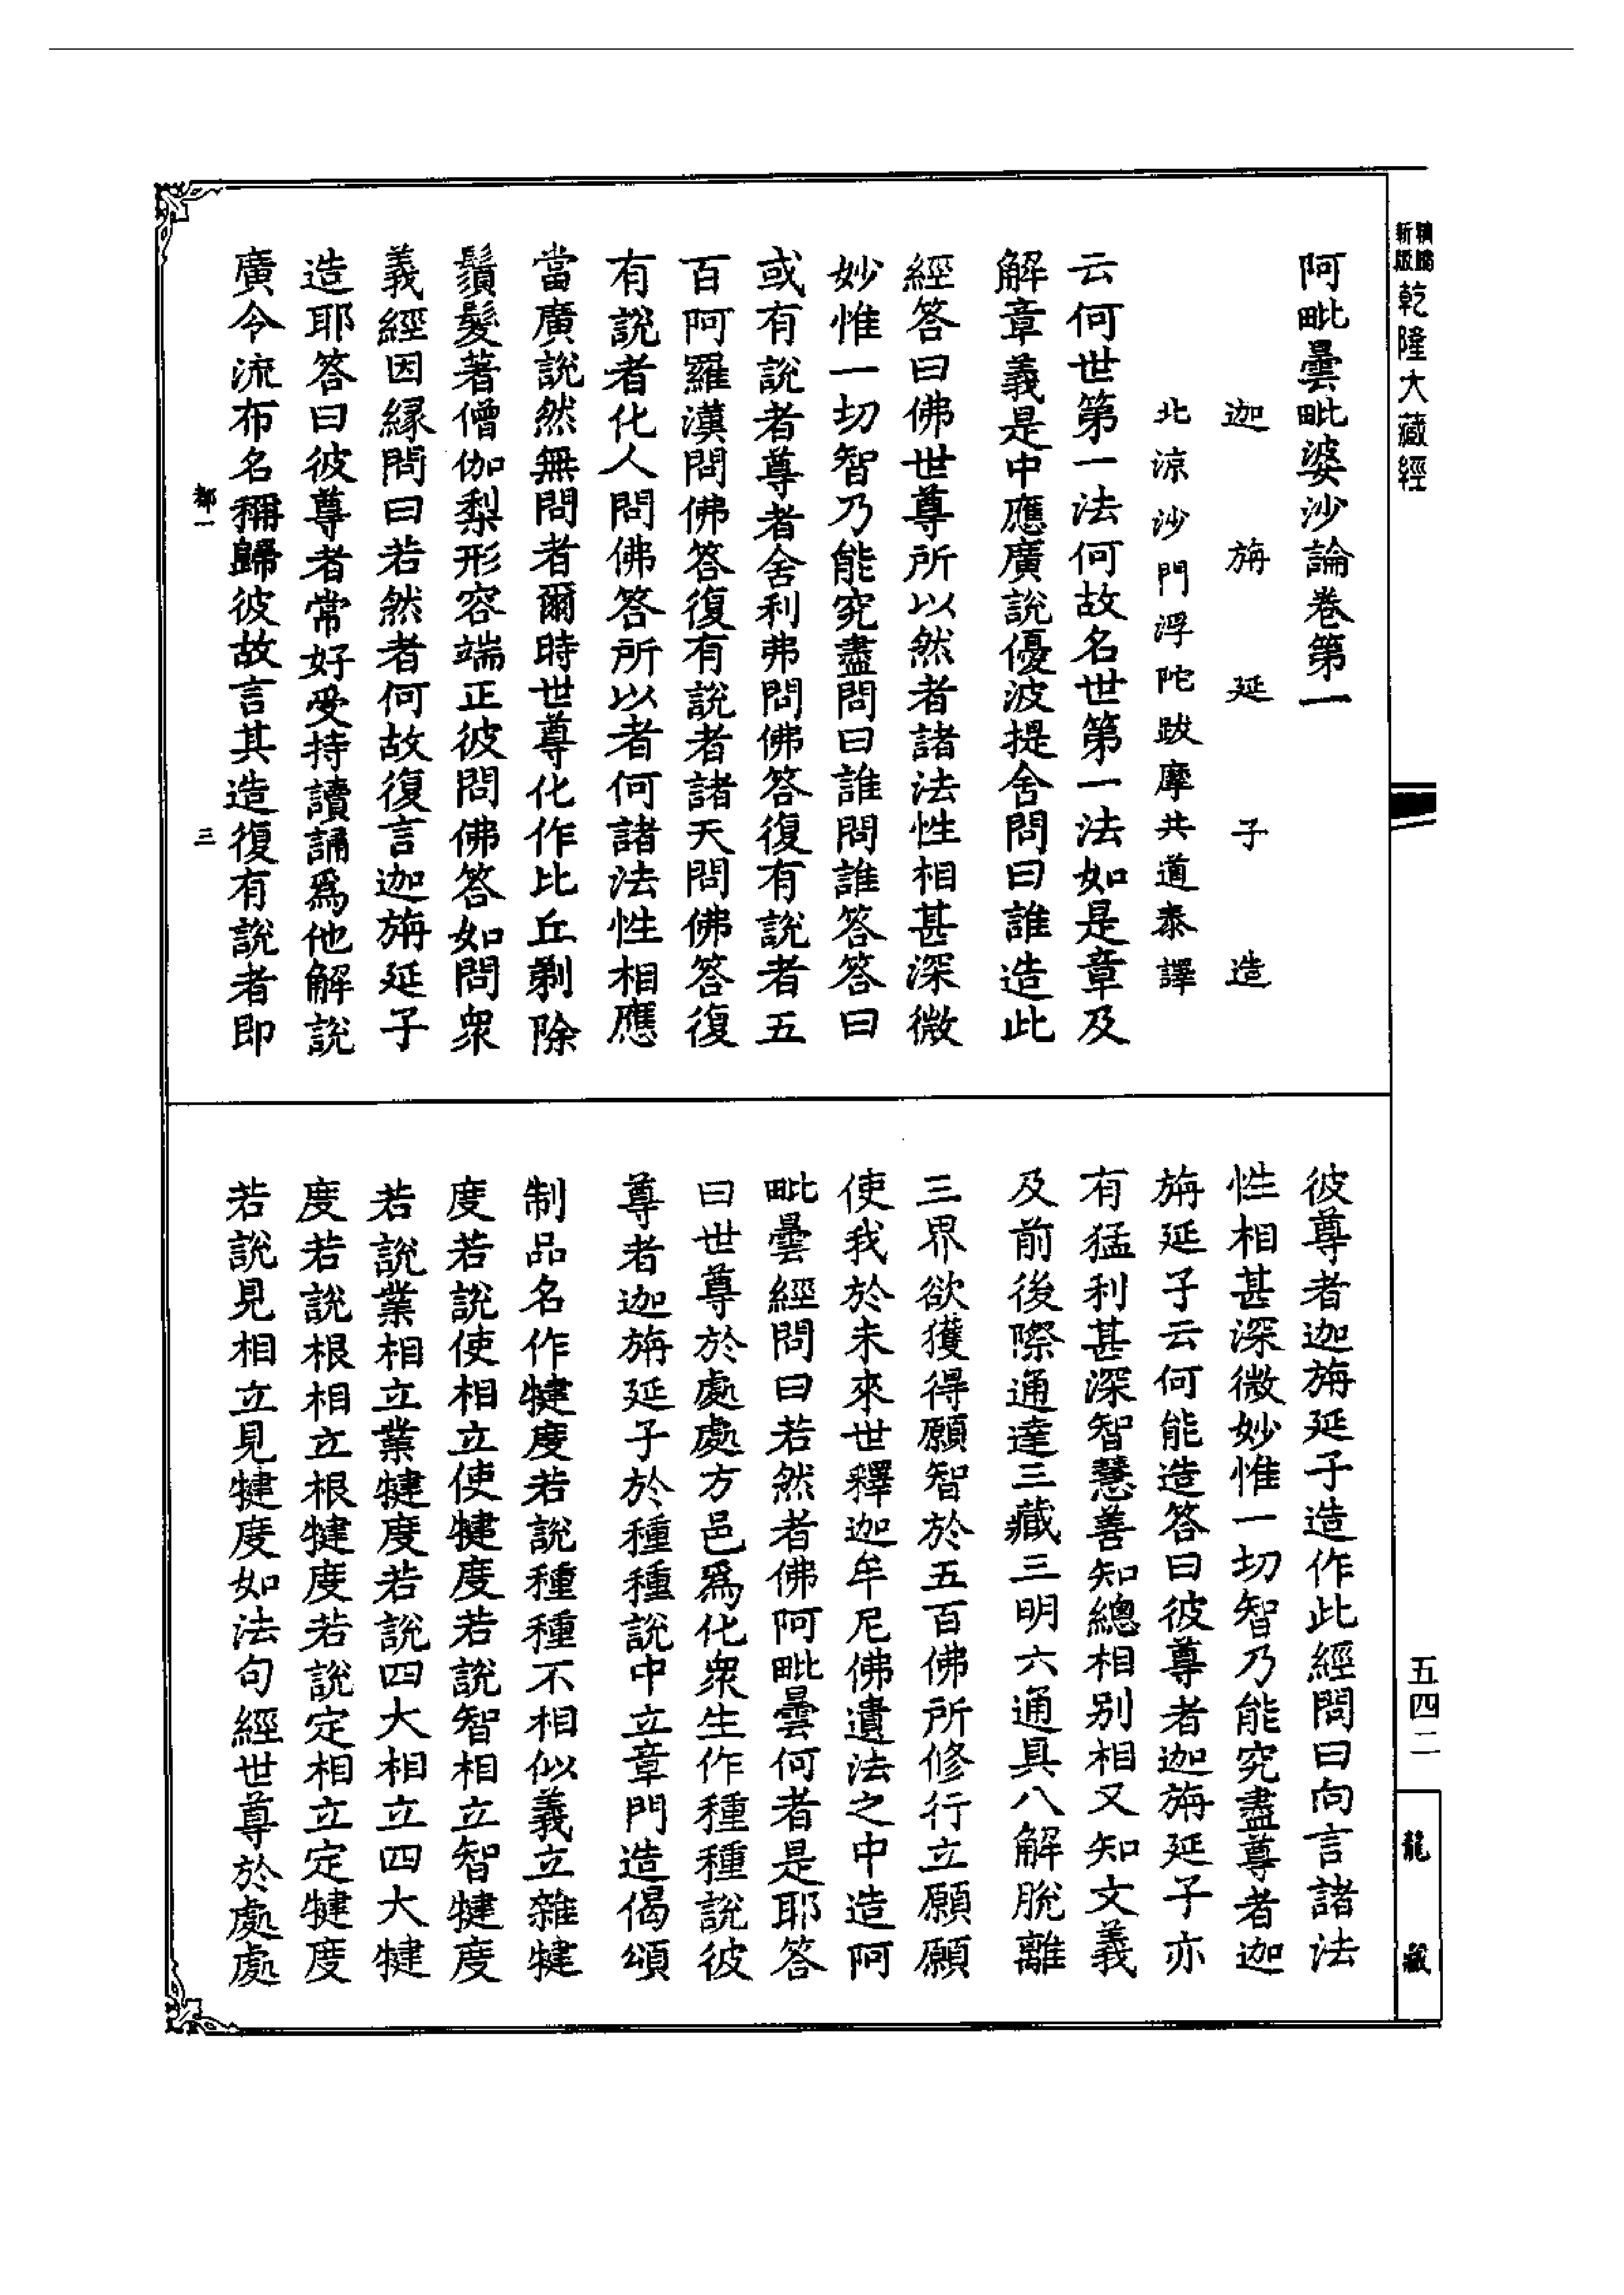 新版
精縮
乾隆大藏經
五四二
龍藏
阿毗曇毗婆沙論卷第一
迦旃延子造
北涼沙門浮陀跋摩共道泰譯
云何世第一法何故名世第一法如是章及
解章義是中應廣說優波提舍問曰誰造此
經答曰佛世尊所以然者諸法性相甚深微
妙惟一切智乃能究盡問曰誰問誰答答曰
或有說者尊者舍利弗問佛答復有說者五
百阿羅漢問佛答復有說者諸天問佛答復
有說者化人問佛答所以者何諸法性相應
當廣說然無問者爾時世尊化作比丘剃除
鬚髮著僧伽梨形容端正彼問佛答如問衆
義經因緣問曰若然者何故復言迦旃延子
造耶答曰彼尊者常好受持讀誦爲他解說
廣令流布名稱歸彼故言其造復有說者即
都一
三
彼尊者迦旃延子造作此經問曰向言諸法
性相甚深微妙惟一切智乃能究盡尊者迦
旃延子云何能造答曰彼尊者迦旃延子亦
有猛利甚深智慧善知總相別相又知文義
及前後際通達三藏三明六通具八解脫離
三界欲獲得願智於五百佛所修行立願願
使我於未來世釋迦牟尼佛遺法之中造阿
毗曇經問曰若然者佛阿毗曇何者是耶答
曰世尊於處處方邑爲化衆生作種種說彼
尊者迦旃延子於種種說中立章門造偈頌
制品名作犍度若說種種不相似義立雜犍
度若說使相立使犍度若說智相立智犍度
若說業相立業犍度若說四大相立四大犍
度若說根相立根犍度若說定相立定犍度
若說見相立見犍度如法句經世尊於處處